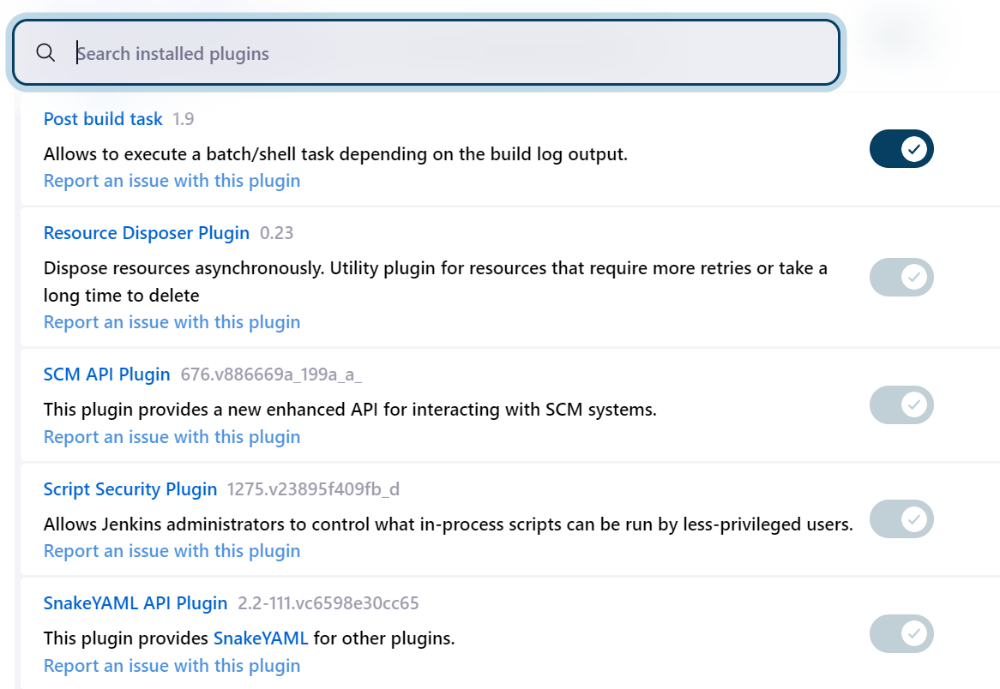 Search installed plugins
Post build task 1.9
Allows to execute a batch/shell task depending on the build log output.
Report an issue with this plugin
Resource Disposer Plugin 0.23
Dispose resources asynchronously. Utility plugin for resources that require more retries or take a
long time to delete
Report an issue with this plugin
SCM API Plugin 676.v886669a_199a_a_
This plugin provides a new enhanced API for interacting with SCM systems.
Report an issue with this plugin
Script Security Plugin 1275.v23895f409fb_d
Allows Jenkins administrators to control what in-process scripts can be run by less-privileged users.
Report an issue with this plugin
SnakeYAML API Plugin 2.2-111.vc6598e30cc65
This plugin provides SnakeYAML for other plugins.
Report an issue with this plugin